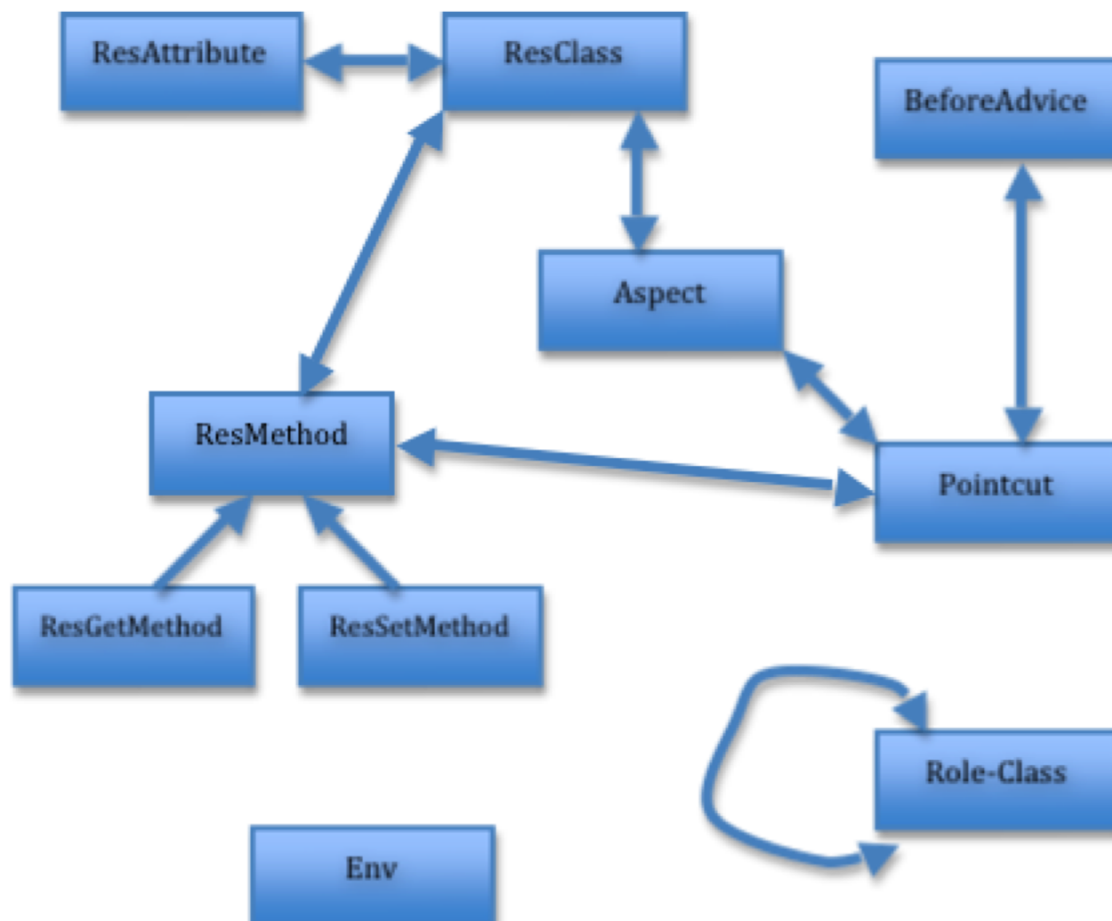 ResAttribute
ResClass
BeforeAdvice
Aspect
ResMethod
Pointcut
ResGetMethod
ResSetMethod
Role-Class
Env